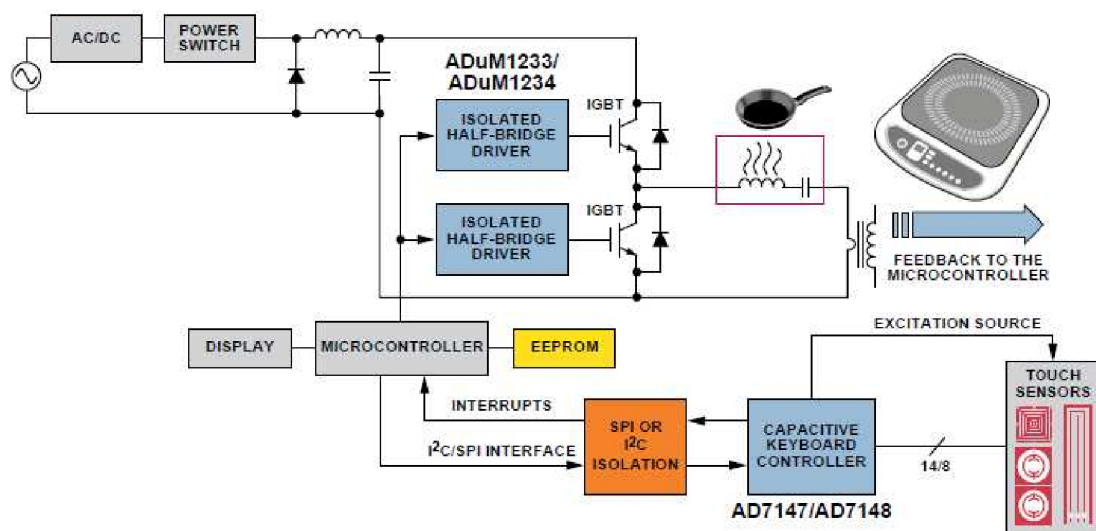 AC/DC
POWER
SWITCH
ADuM1233/
ADuM1234
ISOLATED
HALF-BRIDGE
DRIVER
IGBT
ISOLATED
HALF-BRIDGE
DRIVER
IGBT
FEEDBACK TO THE
MICROCONTROLLER
DISPLAY
MICROCONTROLLER
EEPROM
EXCITATION SOURCE
TOUCH
SENSORS
INTERRUPTS
I²C/SPI INTERFACE
SPI OR
I²C
ISOLATION
CAPACITIVE
KEYBOARD
CONTROLLER
14/8
AD7147/AD7148